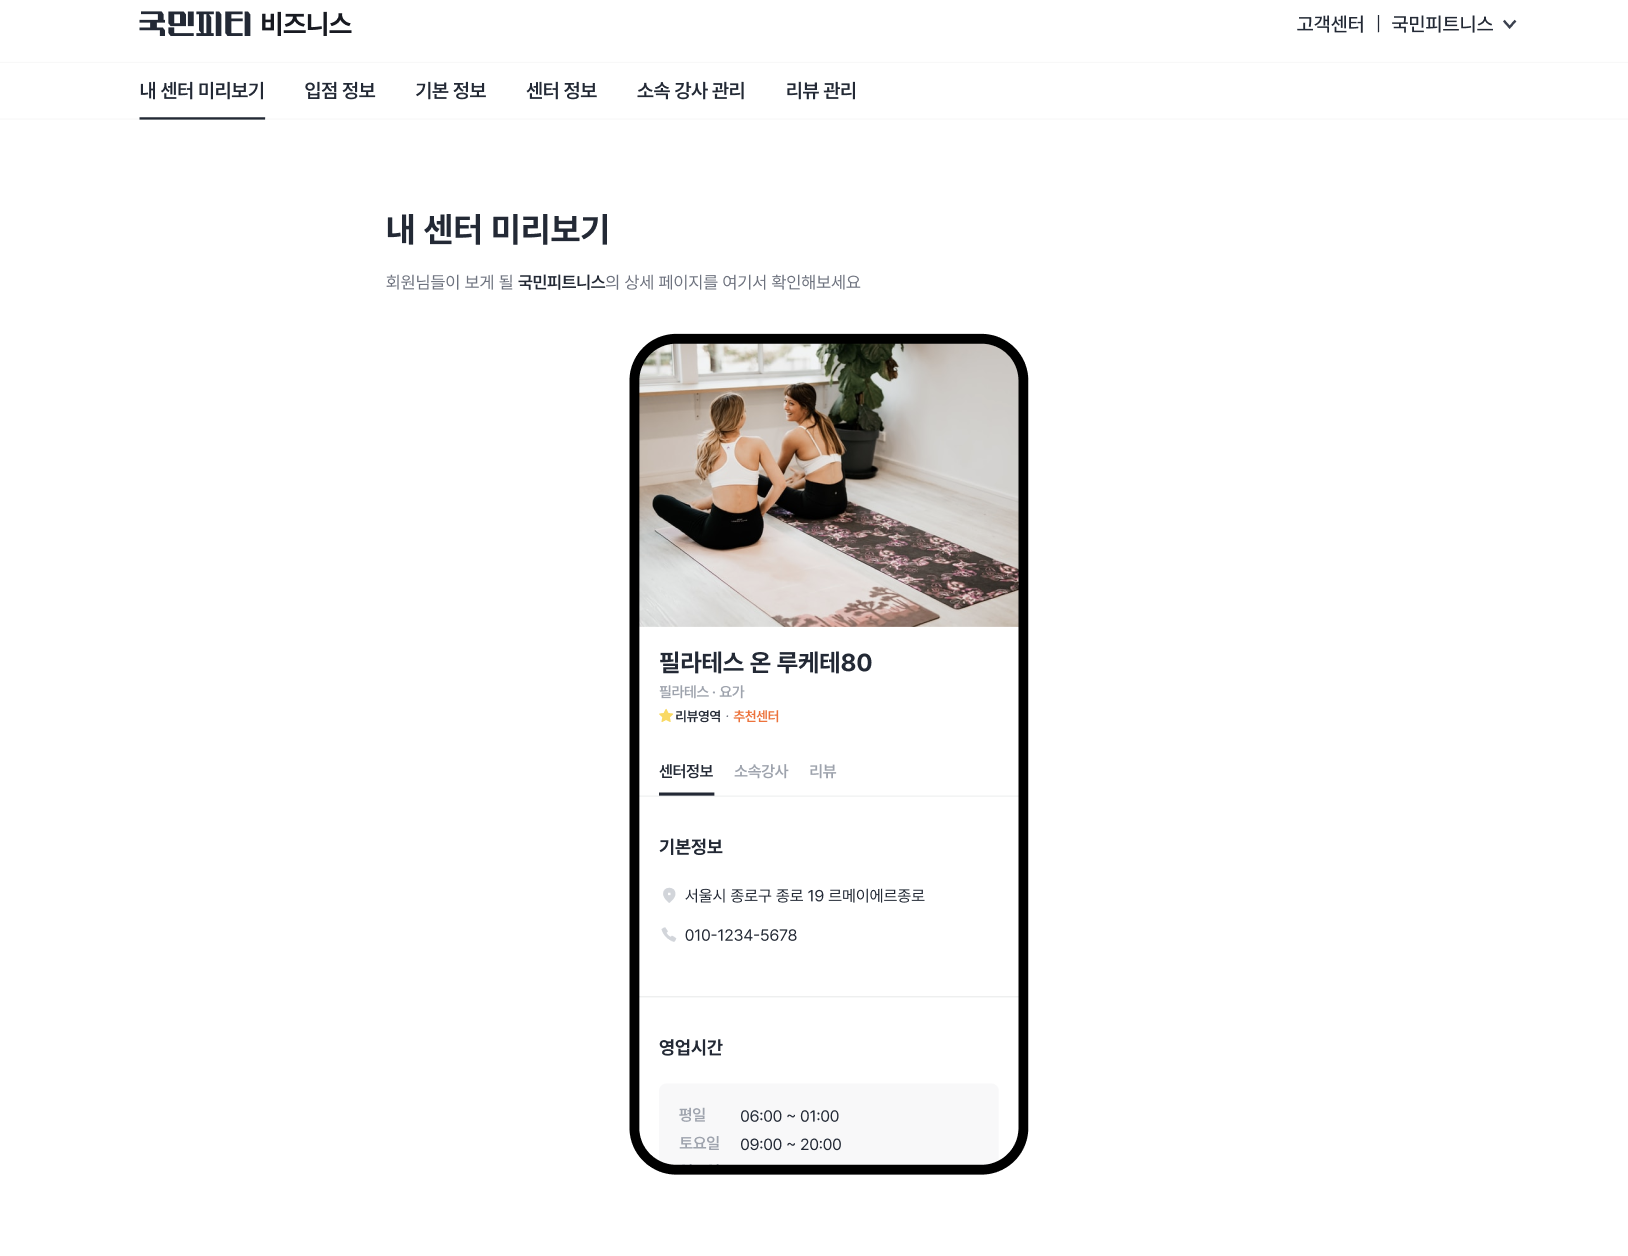 국민피티 비즈니스
고객센터 | 국민피트니스
내 센터 미리보기 입점 정보 기본 정보 센터 정보 소속 강사 관리 리뷰 관리
내 센터 미리보기
회원님들이 보게 될 국민피트니스의 상세 페이지를 여기서 확인해보세요
필라테스 온 루케테80
필라테스 · 요가
리뷰영역 · 추천센터
센터정보 소속강사 리뷰
기본정보
서울시 종로구 종로 19 르메이에르종로
010-1234-5678
영업시간
평일 06:00 ~ 01:00
토요일 09:00 ~ 20:00